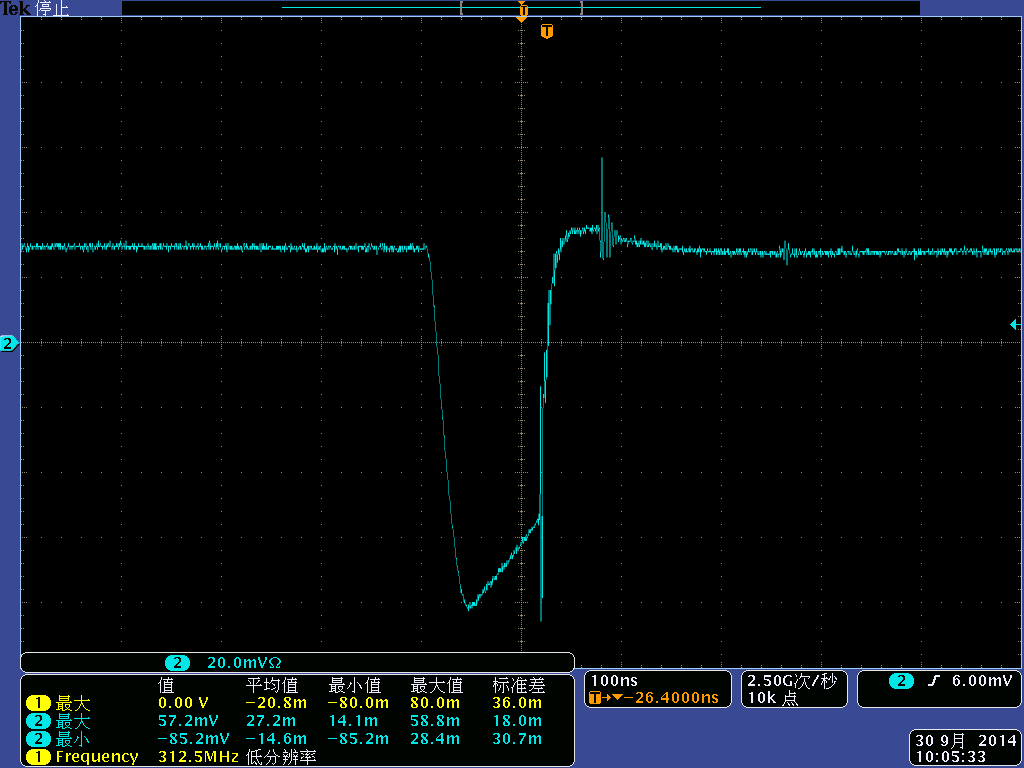 Tek 停止
T
T
2
2 20.0mVΩ
值 平均值 最小值 最大值 标准差
1 最大 0.00 V −20.8m −80.0m 80.0m 36.0m
2 最大 57.2mV 27.2m 14.1m 58.8m 18.0m
2 最小 −85.2mV −14.6m −85.2m 28.4m 30.7m
1 Frequency 312.5MHz 低分辨率
100ns
T→▼−26.4000ns
2.50G次/秒
10k 点
2 6.00mV
30 9月 2014
10:05:33